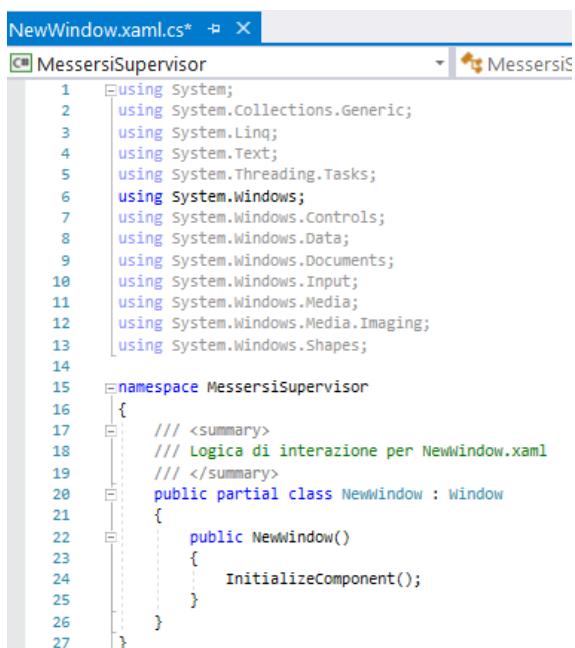 NewWindow.xaml.cs*
MessersiSupervisor MessersiS
1 using System;
2 using System.Collections.Generic;
3 using System.Linq;
4 using System.Text;
5 using System.Threading.Tasks;
6 using System.Windows;
7 using System.Windows.Controls;
8 using System.Windows.Data;
9 using System.Windows.Documents;
10 using System.Windows.Input;
11 using System.Windows.Media;
12 using System.Windows.Media.Imaging;
13 using System.Windows.Shapes;
14
15 namespace MessersiSupervisor
16 {
17 /// <summary>
18 /// Logica di interazione per NewWindow.xaml
19 /// </summary>
20 public partial class NewWindow : Window
21 {
22 public NewWindow()
23 {
24 InitializeComponent();
25 }
26 }
27 }